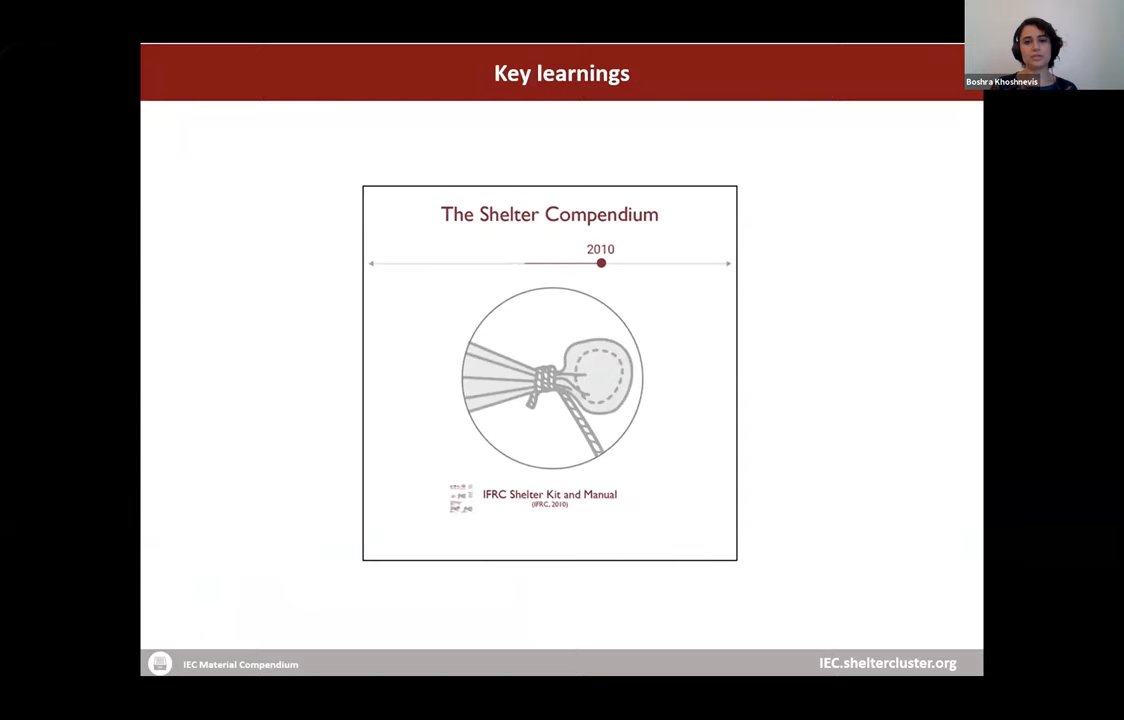 Key learnings
Boshra Khoshnevis
The Shelter Compendium
2010
IFRC Shelter Kit and Manual
(IFRC, 2010)
IEC Material Compendium
IEC.sheltercluster.org